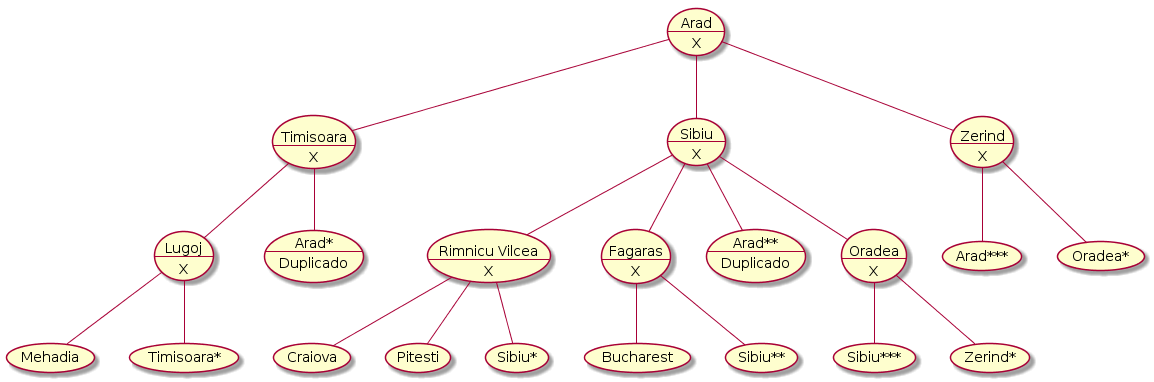 Arad
X
Timisoara
X
Sibiu
X
Zerind
X
Lugoj
X
Arad*
Duplicado
Rimnicu Vilcea
X
Fagaras
X
Arad**
Duplicado
Oradea
X
Arad***
Oradea*
Mehadia
Timisoara*
Craiova
Pitesti
Sibiu*
Bucharest
Sibiu**
Sibiu***
Zerind*